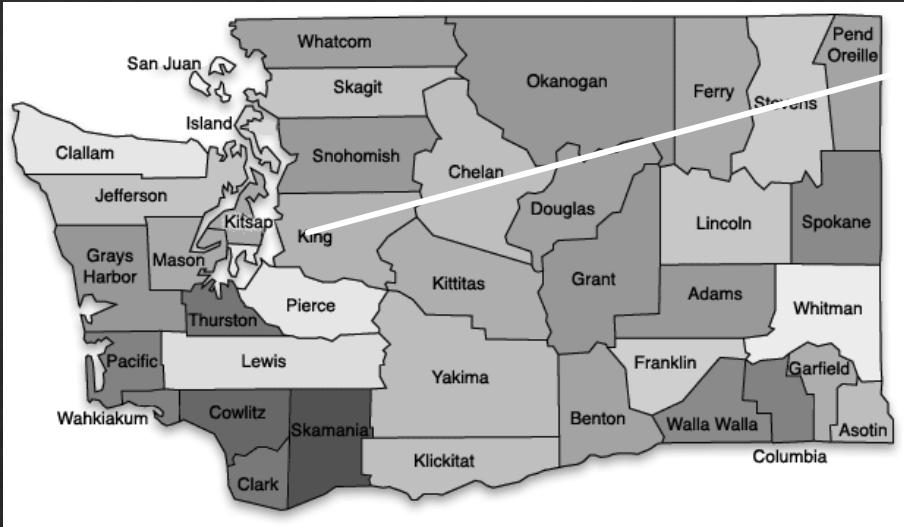 Whatcom
San Juan
Skagit
Island
Okanogan
Ferry
Stevens
Pend
Oreille
Clallam
Snohomish
Chelan
Jefferson
Kitsap
King
Douglas
Lincoln
Spokane
Grays
Harbor
Mason
Kittitas
Grant
Adams
Pierce
Whitman
Thurston
Pacific
Lewis
Yakima
Franklin
Garfield
Wahkiakum
Cowlitz
Skamania
Benton
Walla Walla
Asotin
Klickitat
Columbia
Clark